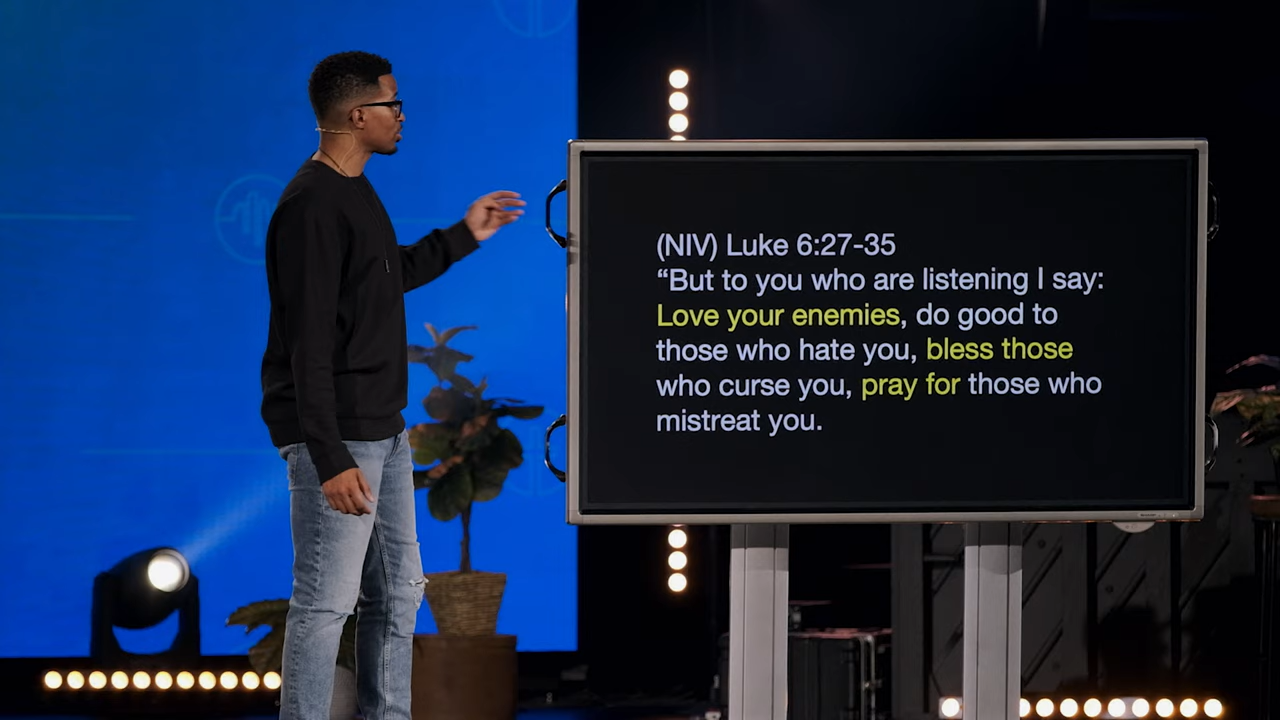 (NIV) Luke 6:27-35
“But to you who are listening I say:
Love your enemies, do good to
those who hate you, bless those
who curse you, pray for those who
mistreat you.